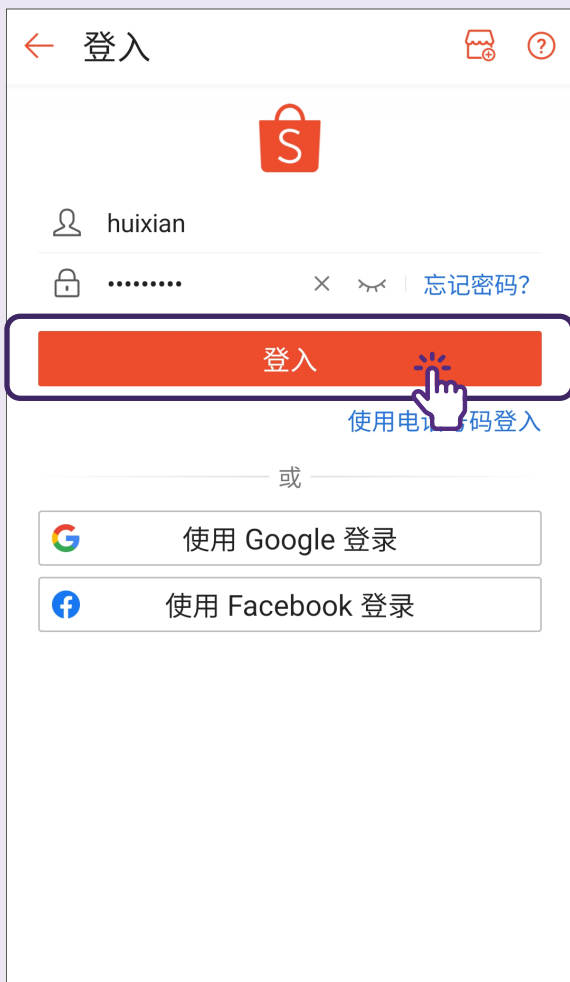 登入
S
huixian
•••••••••
忘记密码?
登入
使用电 码登入
或
使用 Google 登录
使用 Facebook 登录